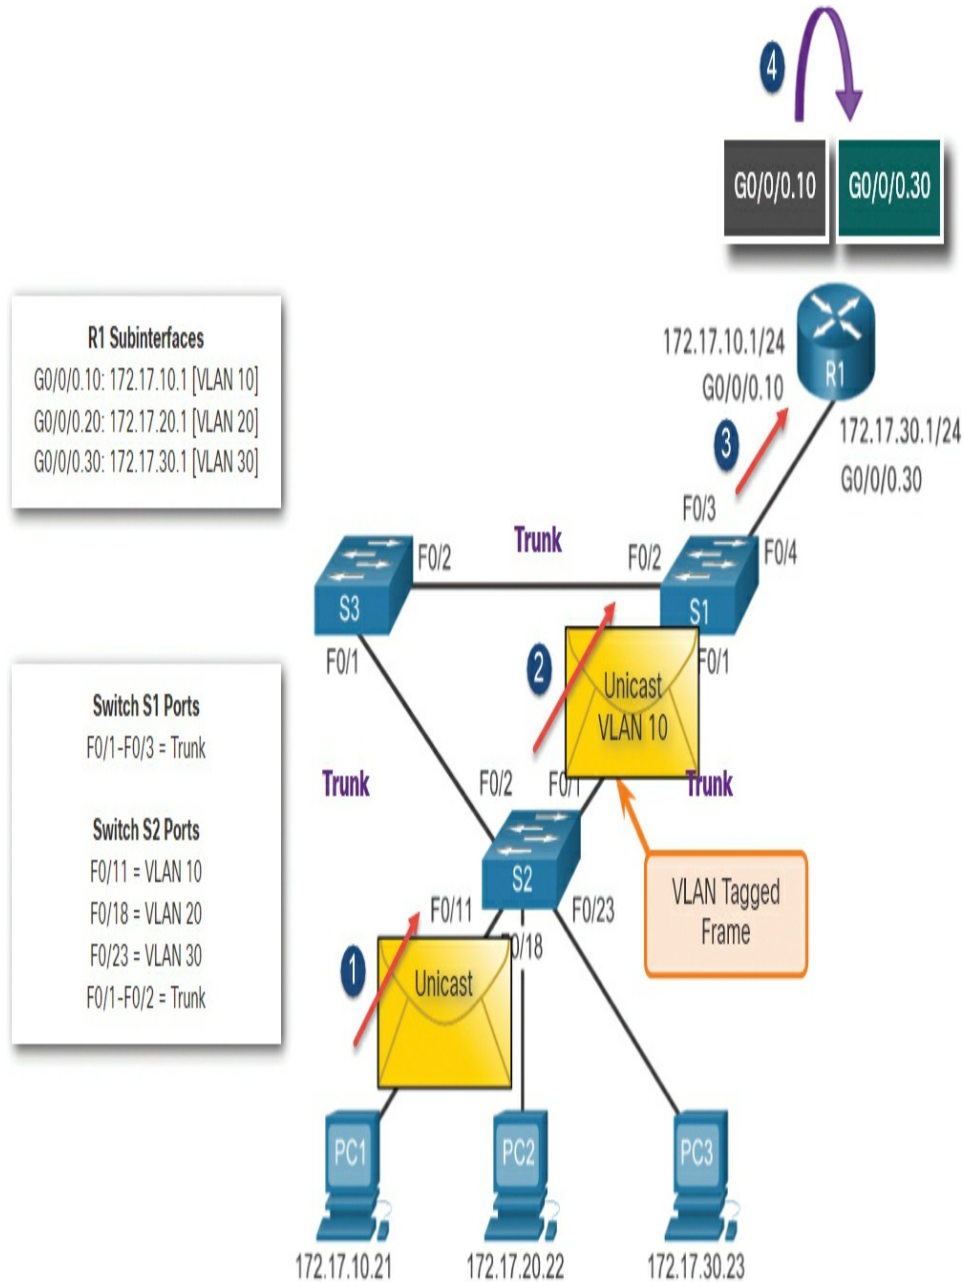 4
G0/0/0.10
G0/0/0.30
R1 Subinterfaces
G0/0/0.10: 172.17.10.1 [VLAN 10]
G0/0/0.20: 172.17.20.1 [VLAN 20]
G0/0/0.30: 172.17.30.1 [VLAN 30]
172.17.10.1/24
G0/0/0.10
R1
3
172.17.30.1/24
G0/0/0.30
F0/3
Trunk
F0/2
F0/2
F0/4
S3
S1
F0/1
F0/1
2
Unicast
VLAN 10
Switch S1 Ports
F0/1-F0/3 = Trunk
Trunk
F0/2
F0/1
Trunk
Switch S2 Ports
F0/11 = VLAN 10
F0/18 = VLAN 20
F0/23 = VLAN 30
F0/1-F0/2 = Trunk
S2
VLAN Tagged
Frame
F0/11
F0/23
F0/18
1
Unicast
PC1
PC2
PC3
172.17.10.21
172.17.20.22
172.17.30.23